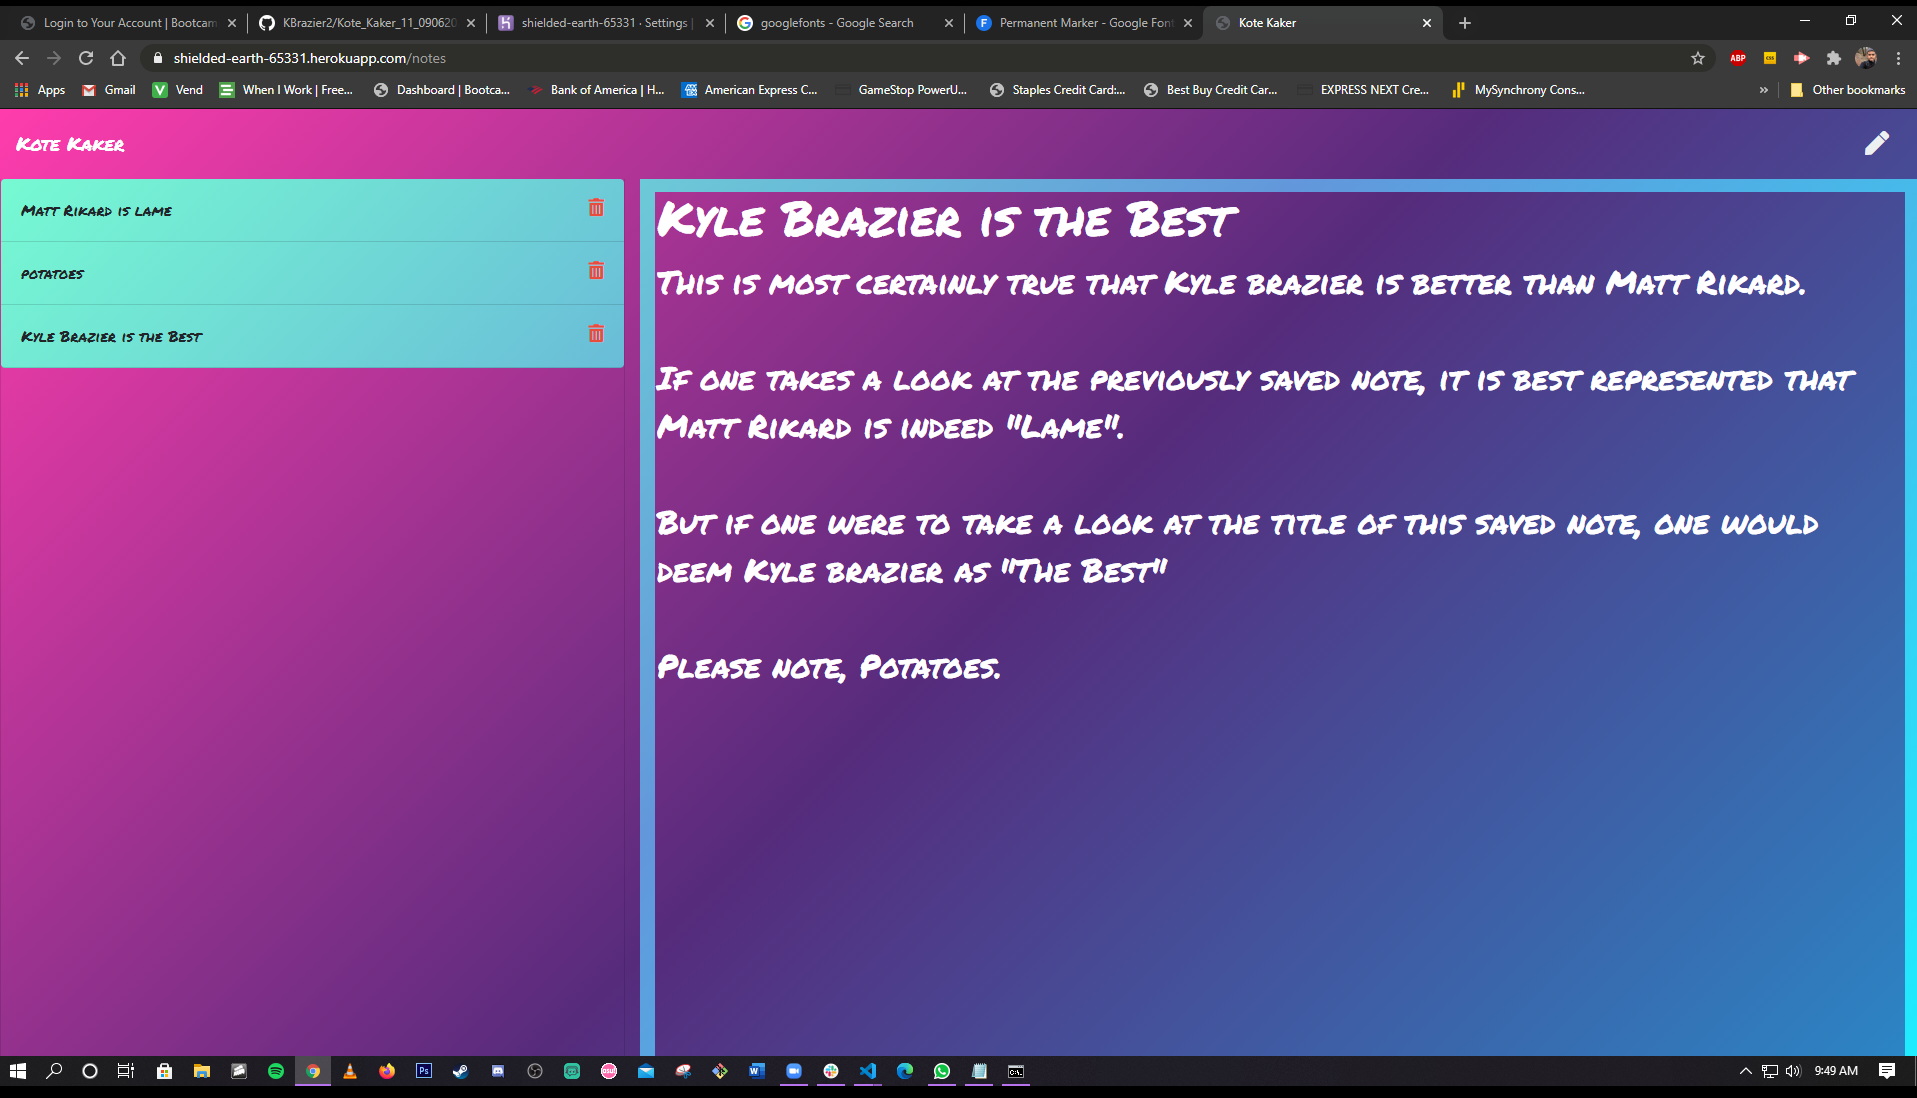 Login to Your Account | Bootcam
KBrazier2/Kote_Kaker_11_090620
shielded-earth-65331 · Settings |
googlefonts - Google Search
Permanent Marker - Google Font
Kote Kaker
shielded-earth-65331.herokuapp.com/notes
ABP
Apps
Gmail
Vend
When I Work | Free...
Dashboard | Bootca...
Bank of America | H...
American Express C...
GameStop PowerU...
Staples Credit Card:...
Best Buy Credit Car...
EXPRESS NEXT Cre...
MySynchrony Cons...
»
Other bookmarks
Kote Kaker
Matt Rikard is lame
potatoes
Kyle Brazier is the Best
Kyle Brazier is the Best
This is most certainly true that Kyle brazier is better than Matt Rikard.
If one takes a look at the previously saved note, it is best represented that
Matt Rikard is indeed "Lame".
But if one were to take a look at the title of this saved note, one would
deem Kyle brazier as "The Best"
Please note, Potatoes.
9:49 AM